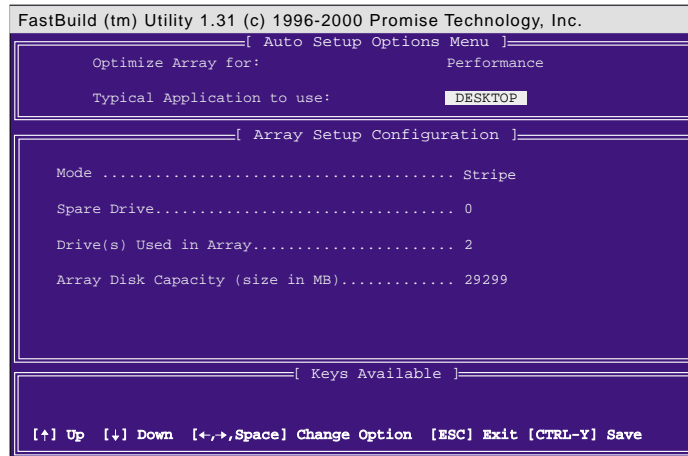 FastBuild (tm) Utility 1.31 (c) 1996-2000 Promise Technology, Inc.
[ Auto Setup Options Menu ]
Optimize Array for: Performance
Typical Application to use: DESKTOP
[ Array Setup Configuration ]
Mode ........................................ Stripe
Spare Drive.................................. 0
Drive(s) Used in Array....................... 2
Array Disk Capacity (size in MB)............. 29299
[ Keys Available ]
[↑] Up [↓] Down [←,→,Space] Change Option [ESC] Exit [CTRL-Y] Save